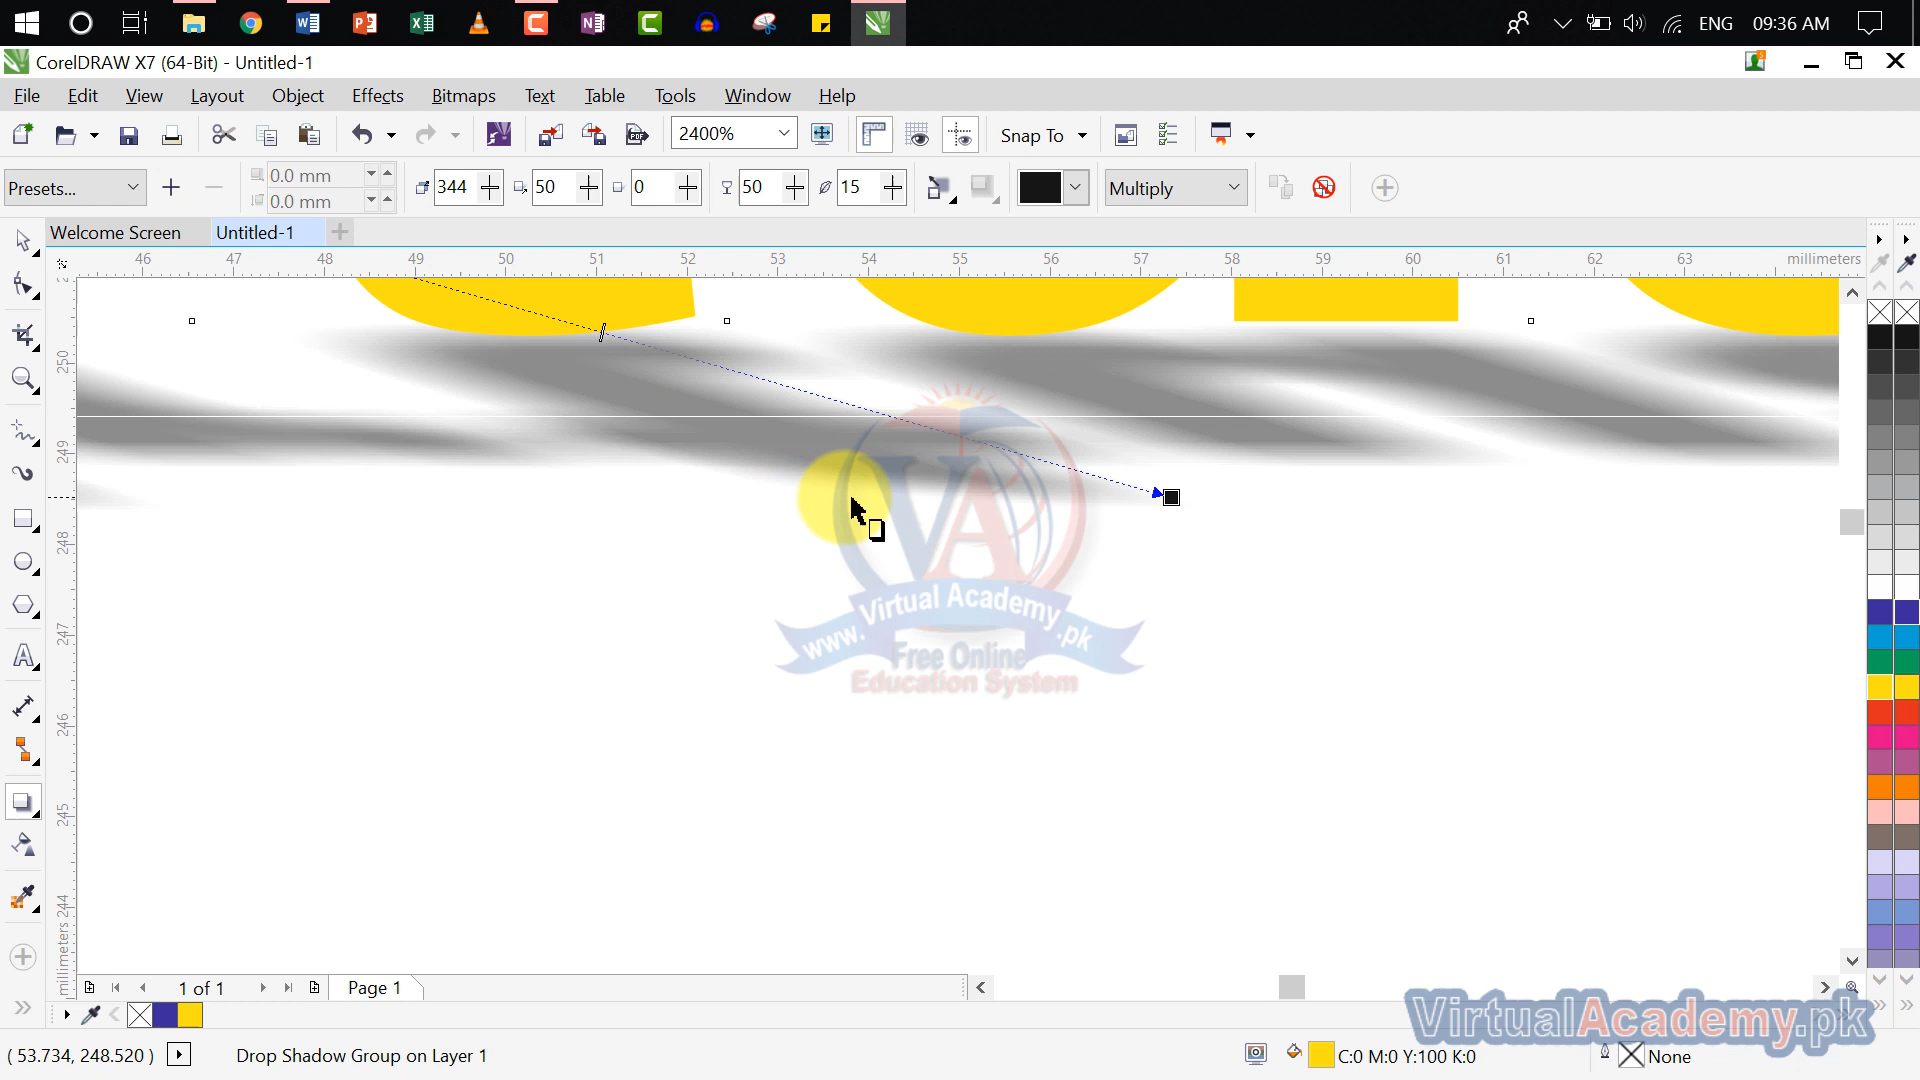 ENG 09:36 AM
CorelDRAW X7 (64-Bit) - Untitled-1
File Edit View Layout Object Effects Bitmaps Text Table Tools Window Help
2400% Snap To
Presets... 0.0 mm 344 50 0 50 15 Multiply
0.0 mm
Welcome Screen Untitled-1
46 47 48 49 50 51 52 53 54 55 56 57 58 59 60 61 62 63 millimeters
250
249
248
247
246
245
244
millimeters
VA
www.Virtual Academy.pk
Free Online
Education System
1 of 1 Page 1
VirtualAcademy.pk
( 53.734, 248.520 ) Drop Shadow Group on Layer 1 C:0 M:0 Y:100 K:0 None